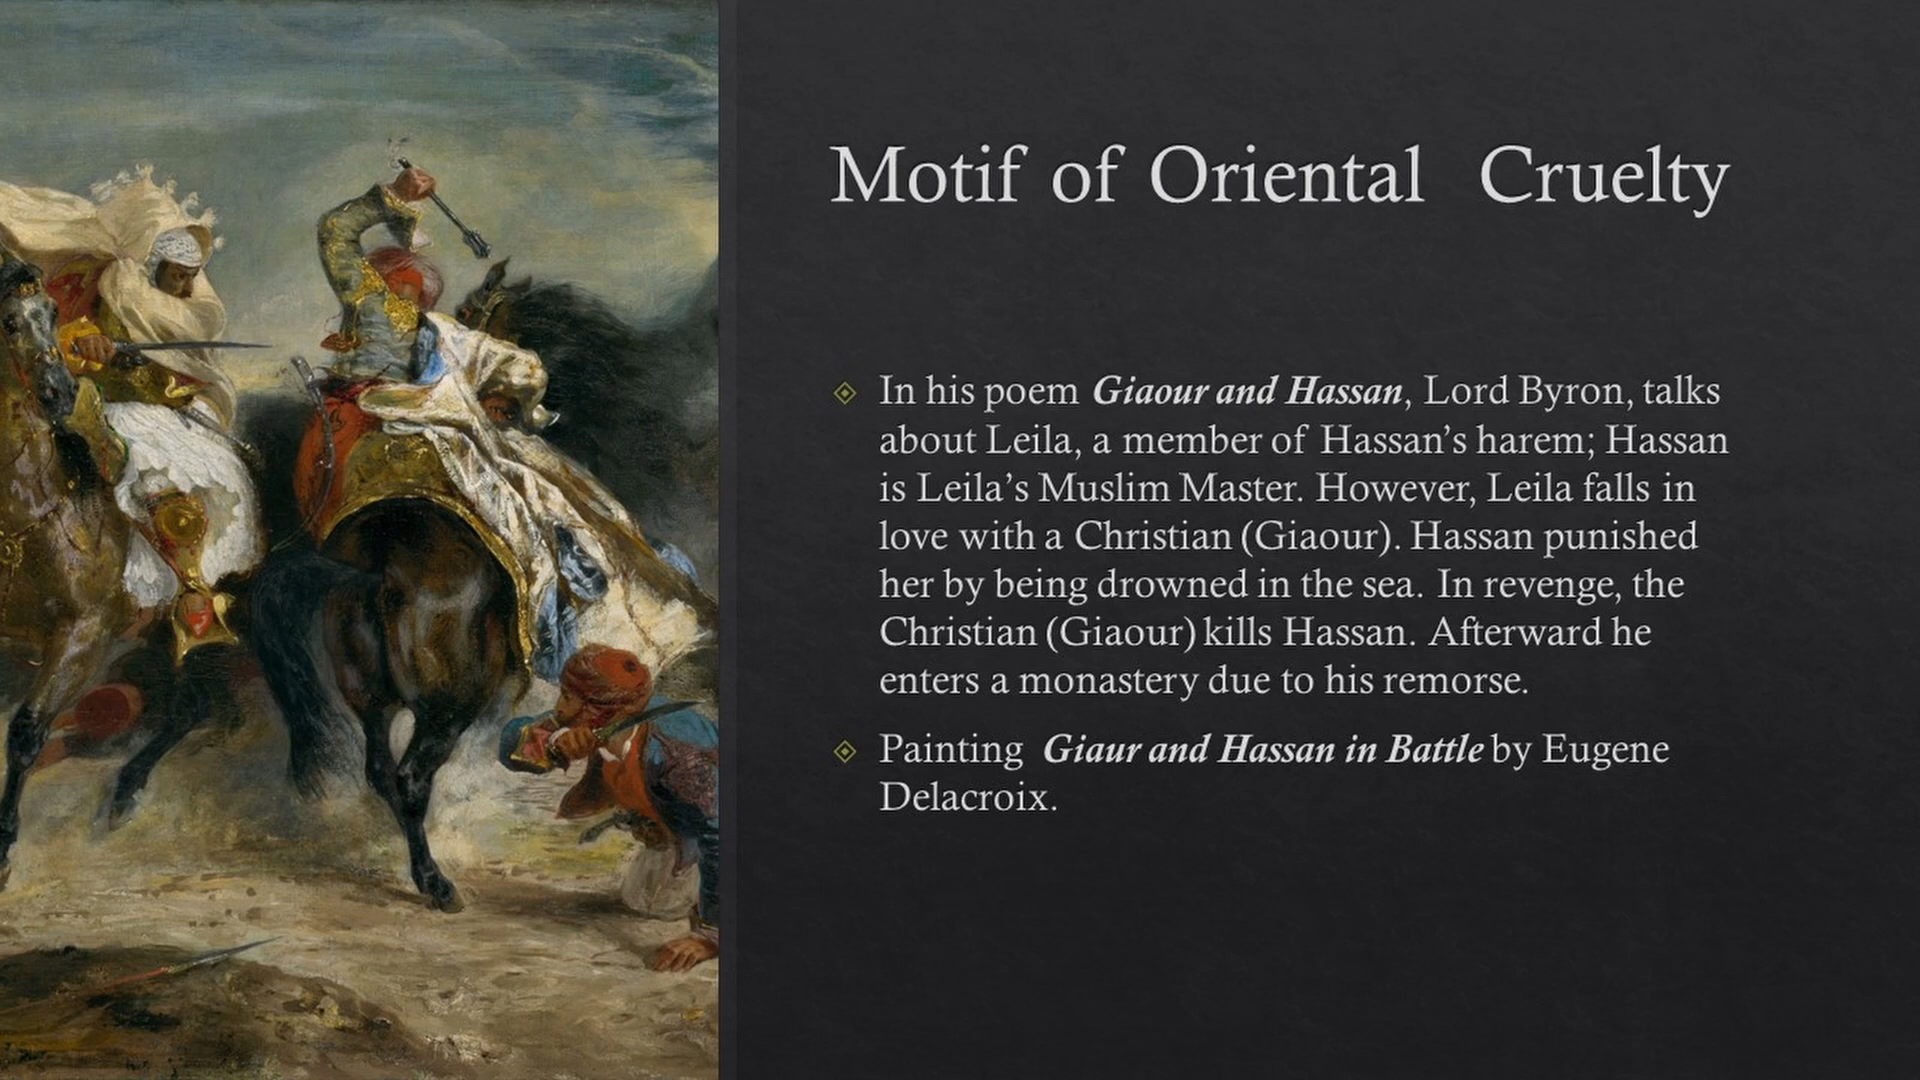 Motif of Oriental Cruelty
In his poem Giaour and Hassan, Lord Byron, talks
about Leila, a member of Hassan's harem; Hassan
is Leila's Muslim Master. However, Leila falls in
love with a Christian (Giaour). Hassan punished
her by being drowned in the sea. In revenge, the
Christian (Giaour) kills Hassan. Afterward he
enters a monastery due to his remorse.
Painting Giaur and Hassan in Battle by Eugene
Delacroix.